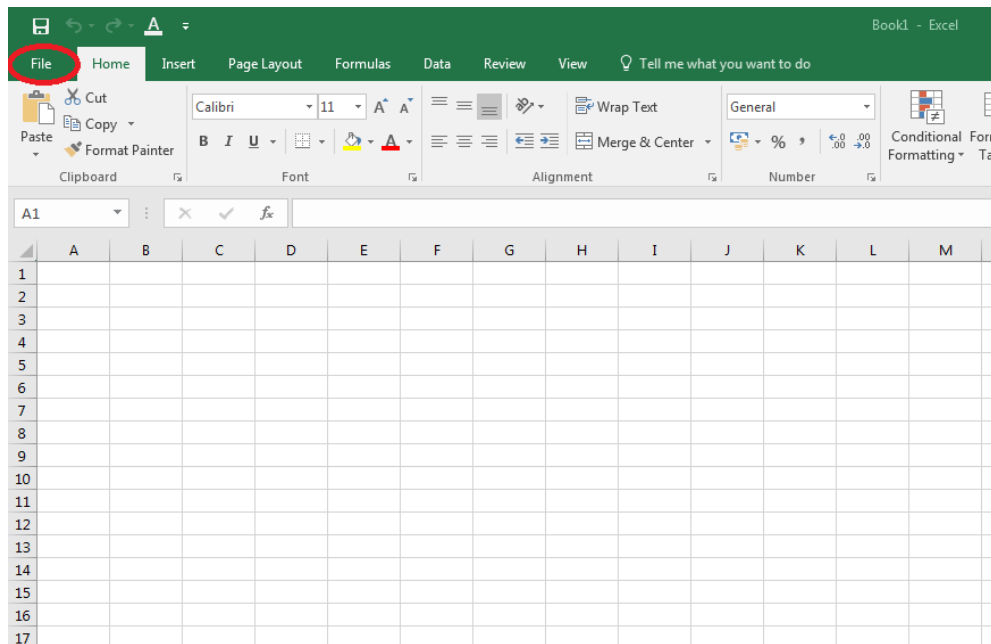 Book1 - Excel
File Home Insert Page Layout Formulas Data Review View Tell me what you want to do
Paste
Cut
Copy
Format Painter
Clipboard
Calibri 11
B I U
Font
Wrap Text
Merge & Center
Alignment
General
% ,
Number
Conditional
Formatting
A1
fx
A B C D E F G H I J K L M
1
2
3
4
5
6
7
8
9
10
11
12
13
14
15
16
17